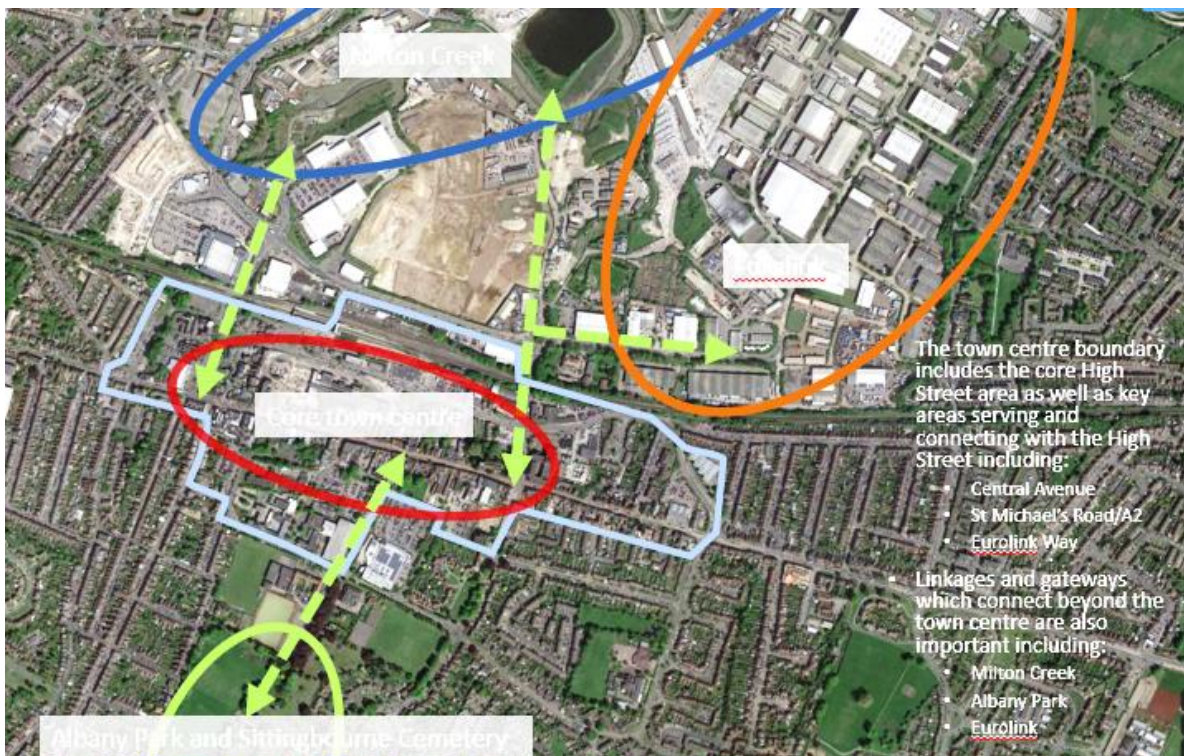 Milton Creek
Core town centre
The town centre boundary
includes the core High
Street area as well as key
areas serving and
connecting with the High
Street including:
Central Avenue
St Michael's Road/A2
Eurolink Way
Linkages and gateways
which connect beyond the
town centre are also
important including:
Milton Creek
Albany Park
Eurolink
Albany Park and Sittingbourne Cemetery